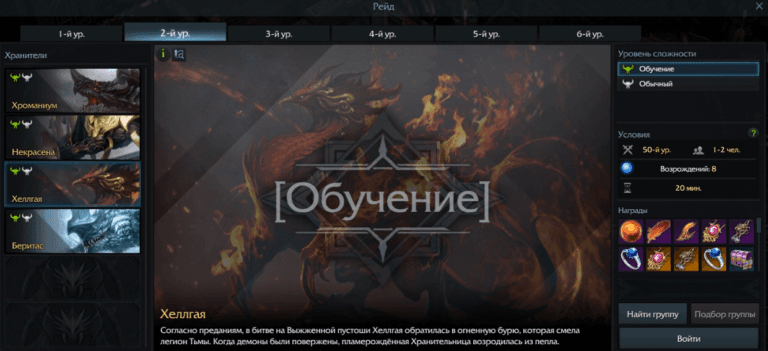 Рейд
1-й ур.
2-й ур.
3-й ур.
4-й ур.
5-й ур.
6-й ур.
Хранители
Хроманиум
Некрасена
Хеллгая
Беритас
[Обучение]
Хеллгая
Согласно преданиям, в битве на Выжженной пустоши Хеллгая обратилась в огненную бурю, которая смела
легион Тьмы. Когда демоны были повержены, пламерождённая Хранительница возродилась из пепла.
Уровень сложности
Обучение
Обычный
Условия
?
50-й ур.
1-2 чел.
Возрождений: 8
20 мин.
Награды
Найти группу
Подбор группы
Войти